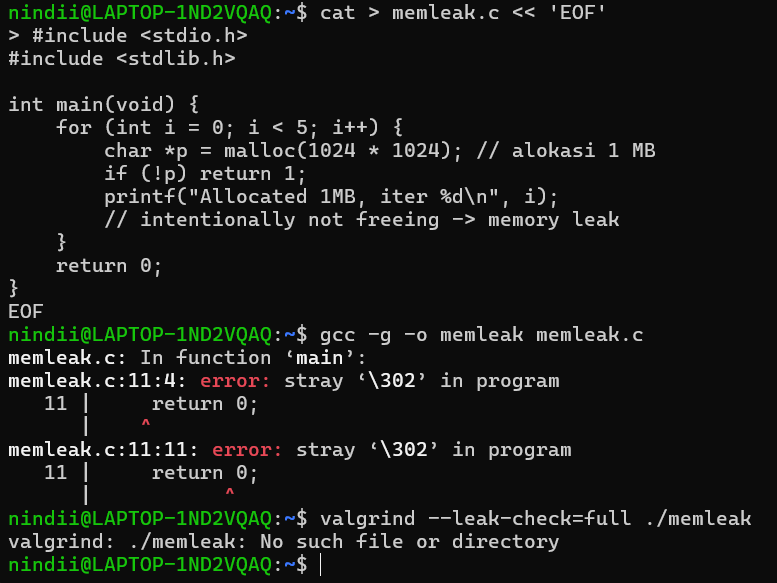 nindii@LAPTOP-1ND2VQAQ:~$ cat > memleak.c << 'EOF'
> #include <stdio.h>
#include <stdlib.h>

int main(void) {
    for (int i = 0; i < 5; i++) {
        char *p = malloc(1024 * 1024); // alokasi 1 MB
        if (!p) return 1;
        printf("Allocated 1MB, iter %d\n", i);
        // intentionally not freeing -> memory leak
    }
    return 0;
}
EOF
nindii@LAPTOP-1ND2VQAQ:~$ gcc -g -o memleak memleak.c
memleak.c: In function ‘main’:
memleak.c:11:4: error: stray ‘\302’ in program
   11 |     return 0;
      |    ^
memleak.c:11:11: error: stray ‘\302’ in program
   11 |     return 0;
      |           ^
nindii@LAPTOP-1ND2VQAQ:~$ valgrind --leak-check=full ./memleak
valgrind: ./memleak: No such file or directory
nindii@LAPTOP-1ND2VQAQ:~$